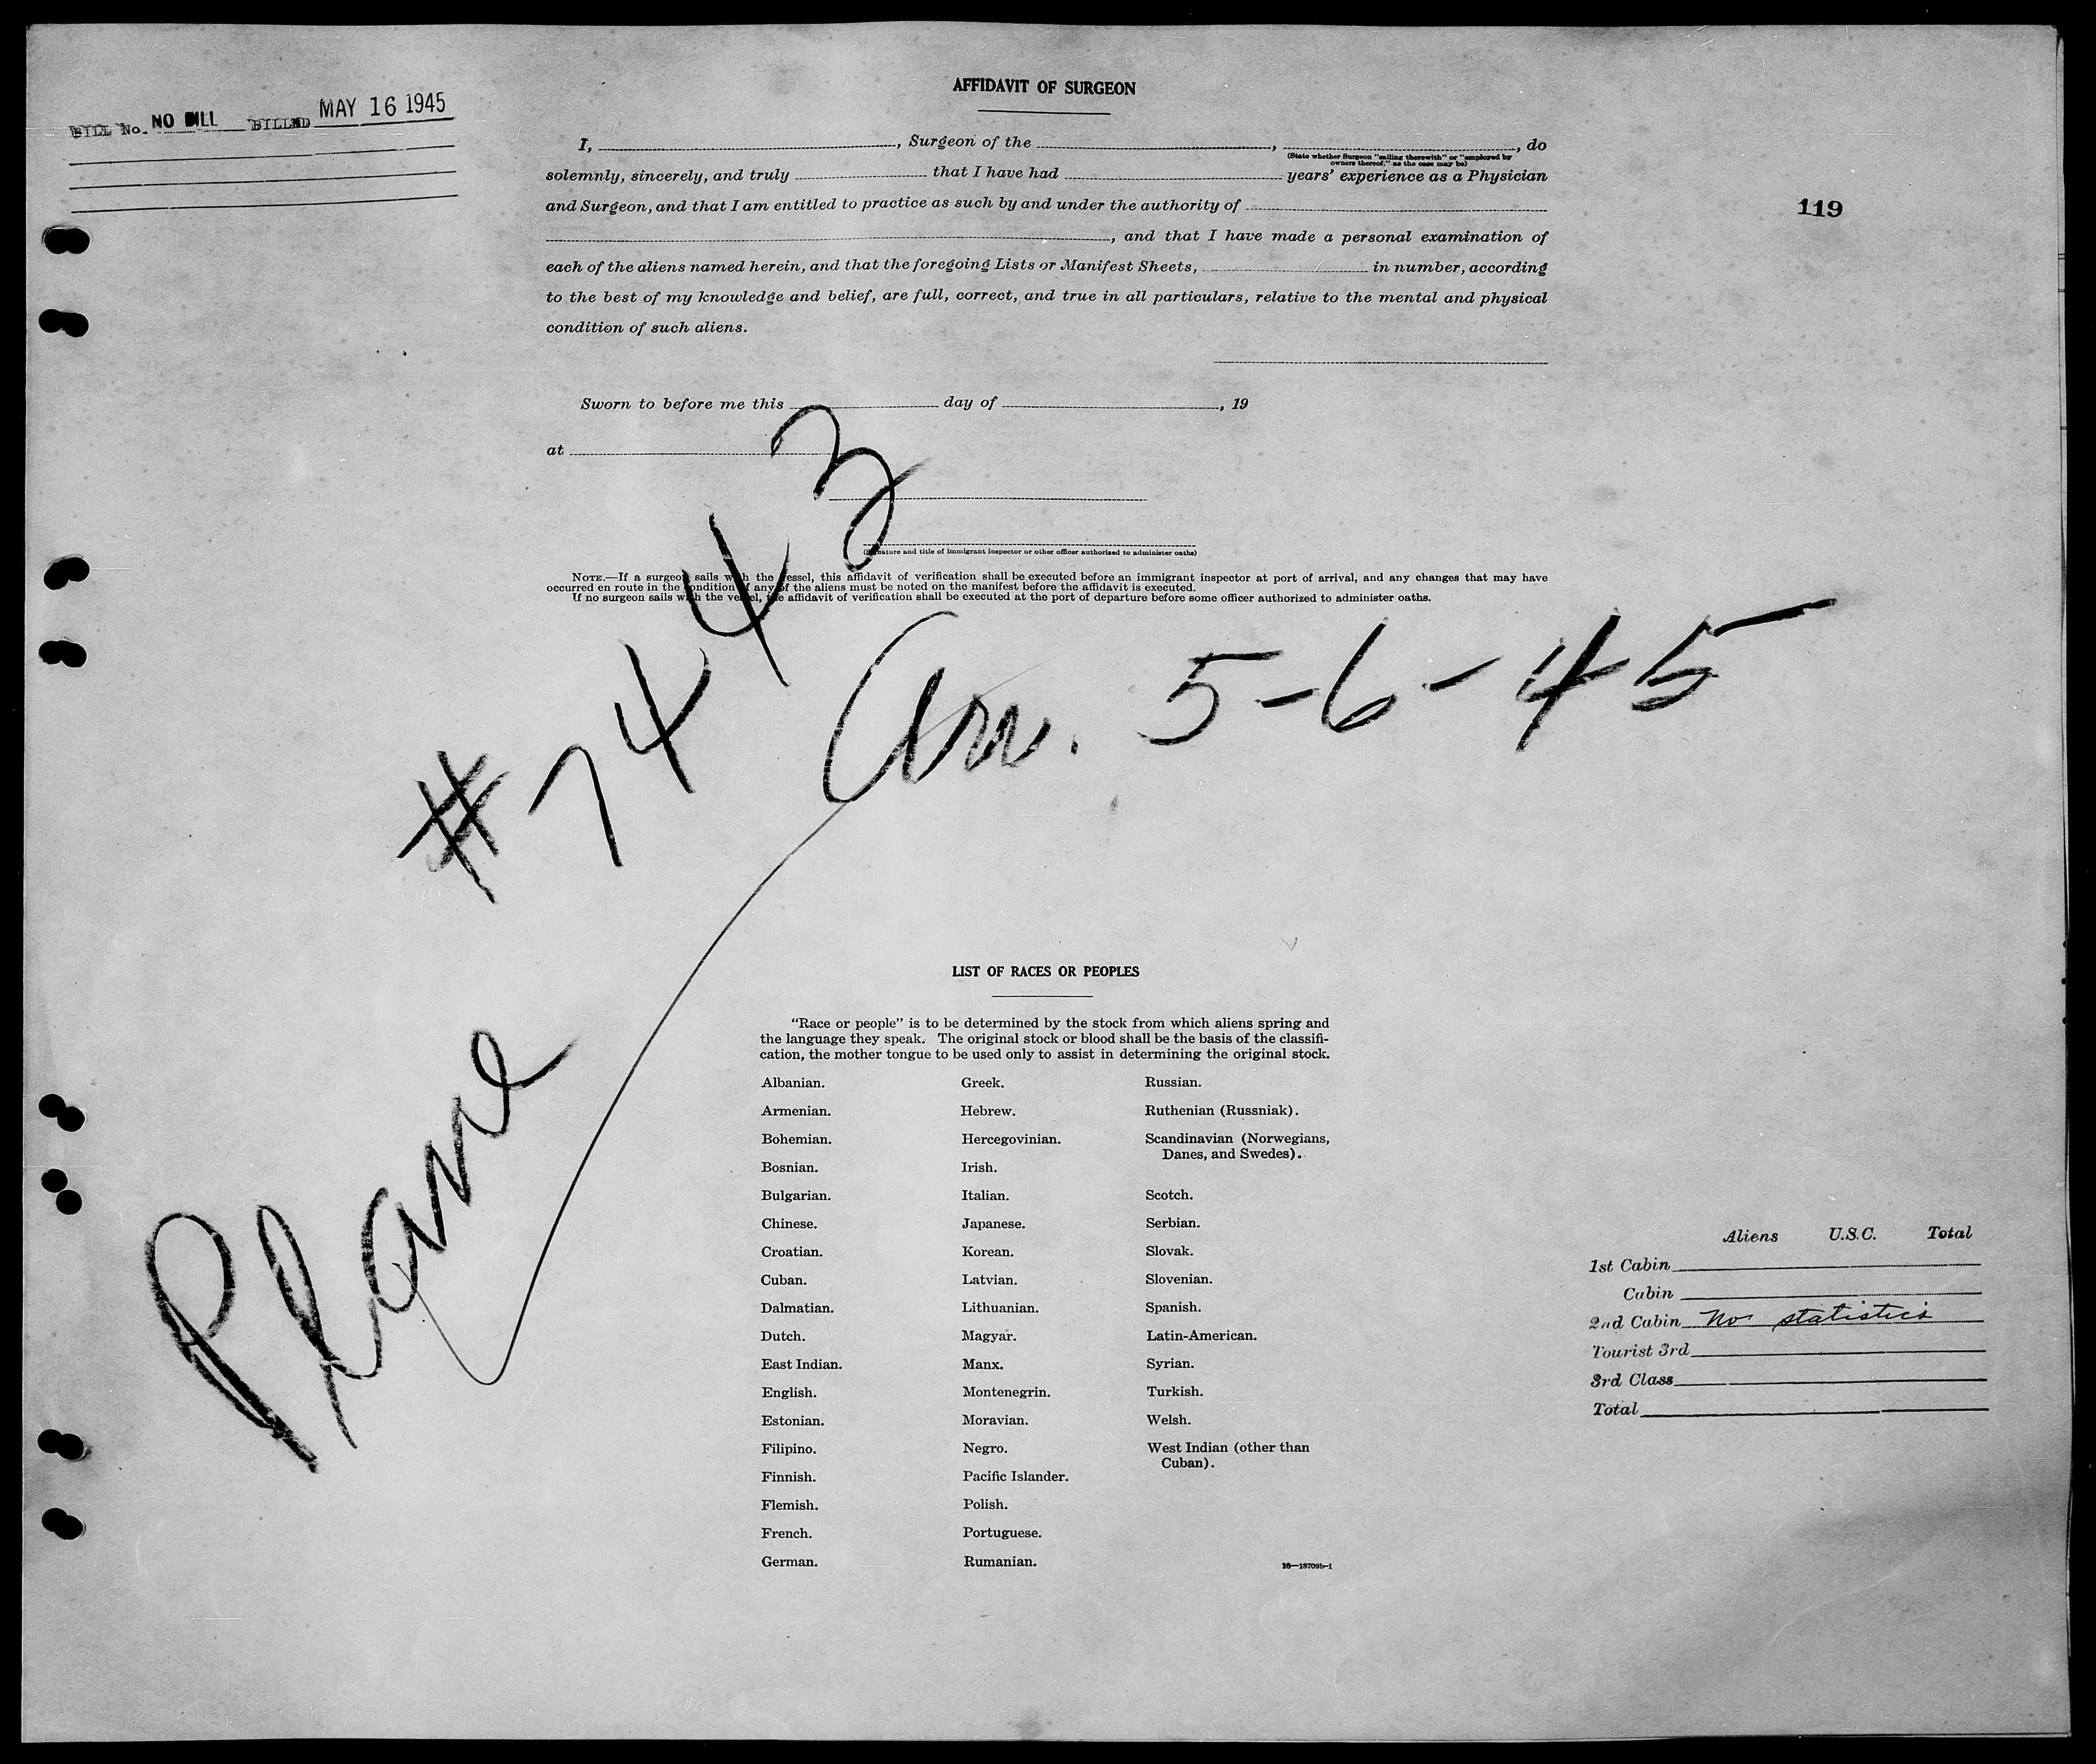 BILL No. NO BILL BILLED MAY 16 1945
119
AFFIDAVIT OF SURGEON
I, , Surgeon of the , , do
(State whether Surgeon "sailing therewith" or "employed by
owners thereof," as the case may be)
solemnly, sincerely, and truly that I have had years' experience as a Physician
and Surgeon, and that I am entitled to practice as such by and under the authority of
, and that I have made a personal examination of
each of the aliens named herein, and that the foregoing Lists or Manifest Sheets, in number, according
to the best of my knowledge and belief, are full, correct, and true in all particulars, relative to the mental and physical
condition of such aliens.
Sworn to before me this day of , 19
at
(Signature and title of immigrant inspector or other officer authorized to administer oaths)
NOTE.—If a surgeon sails with the vessel, this affidavit of verification shall be executed before an immigrant inspector at port of arrival, and any changes that may have
occurred en route in the condition of any of the aliens must be noted on the manifest before the affidavit is executed.
If no surgeon sails with the vessel, the affidavit of verification shall be executed at the port of departure before some officer authorized to administer oaths.
Plane #74443
Arr. 5-6-45
LIST OF RACES OR PEOPLES
"Race or people" is to be determined by the stock from which aliens spring and
the language they speak. The original stock or blood shall be the basis of the classifi-
cation, the mother tongue to be used only to assist in determining the original stock.
Albanian.
Armenian.
Bohemian.
Bosnian.
Bulgarian.
Chinese.
Croatian.
Cuban.
Dalmatian.
Dutch.
East Indian.
English.
Estonian.
Filipino.
Finnish.
Flemish.
French.
German.
Greek.
Hebrew.
Hercegovinian.
Irish.
Italian.
Japanese.
Korean.
Latvian.
Lithuanian.
Magyar.
Manx.
Montenegrin.
Moravian.
Negro.
Pacific Islander.
Polish.
Portuguese.
Rumanian.
Russian.
Ruthenian (Russniak).
Scandinavian (Norwegians,
Danes, and Swedes).
Scotch.
Serbian.
Slovak.
Slovenian.
Spanish.
Latin-American.
Syrian.
Turkish.
Welsh.
West Indian (other than
Cuban).
16—18709b-1
Aliens U.S.C. Total
1st Cabin
Cabin
2nd Cabin No statistics
Tourist 3rd
3rd Class
Total